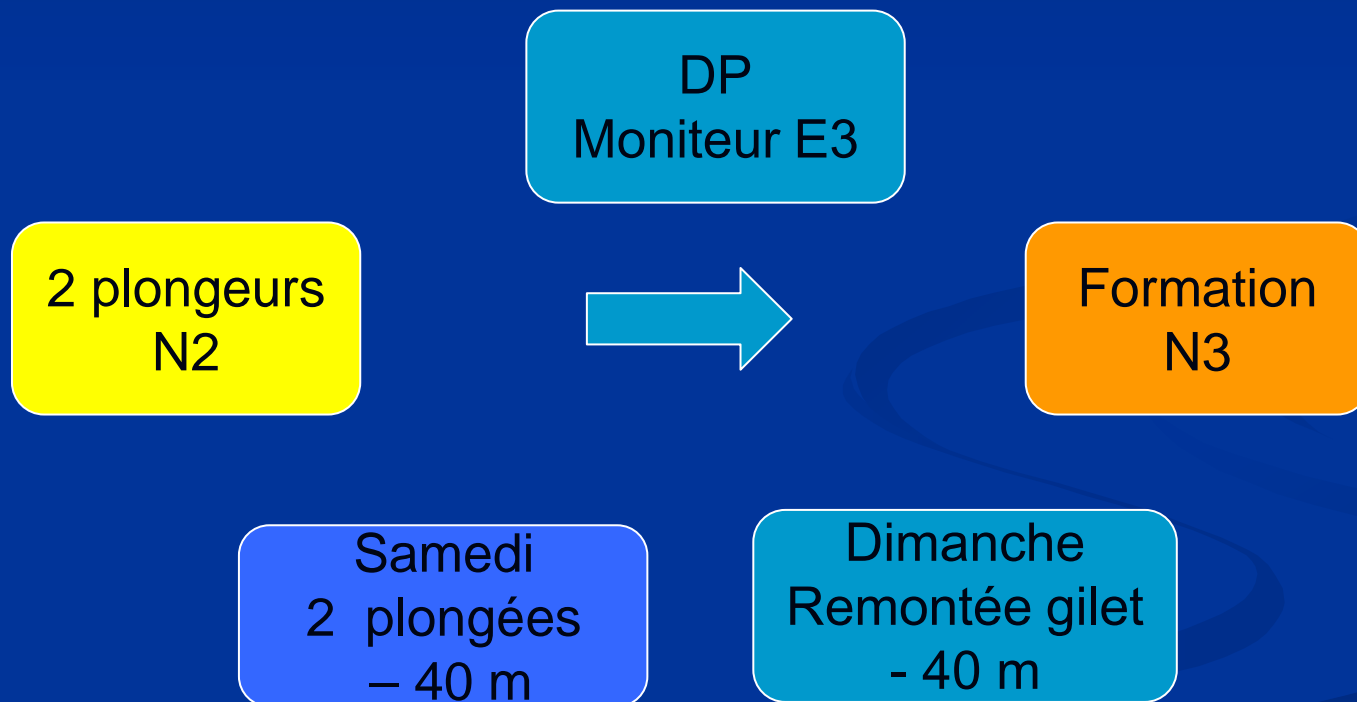 DP
Moniteur E3
2 plongeurs
N2
Formation
N3
Samedi
2 plongées
– 40 m
Dimanche
Remontée gilet
- 40 m